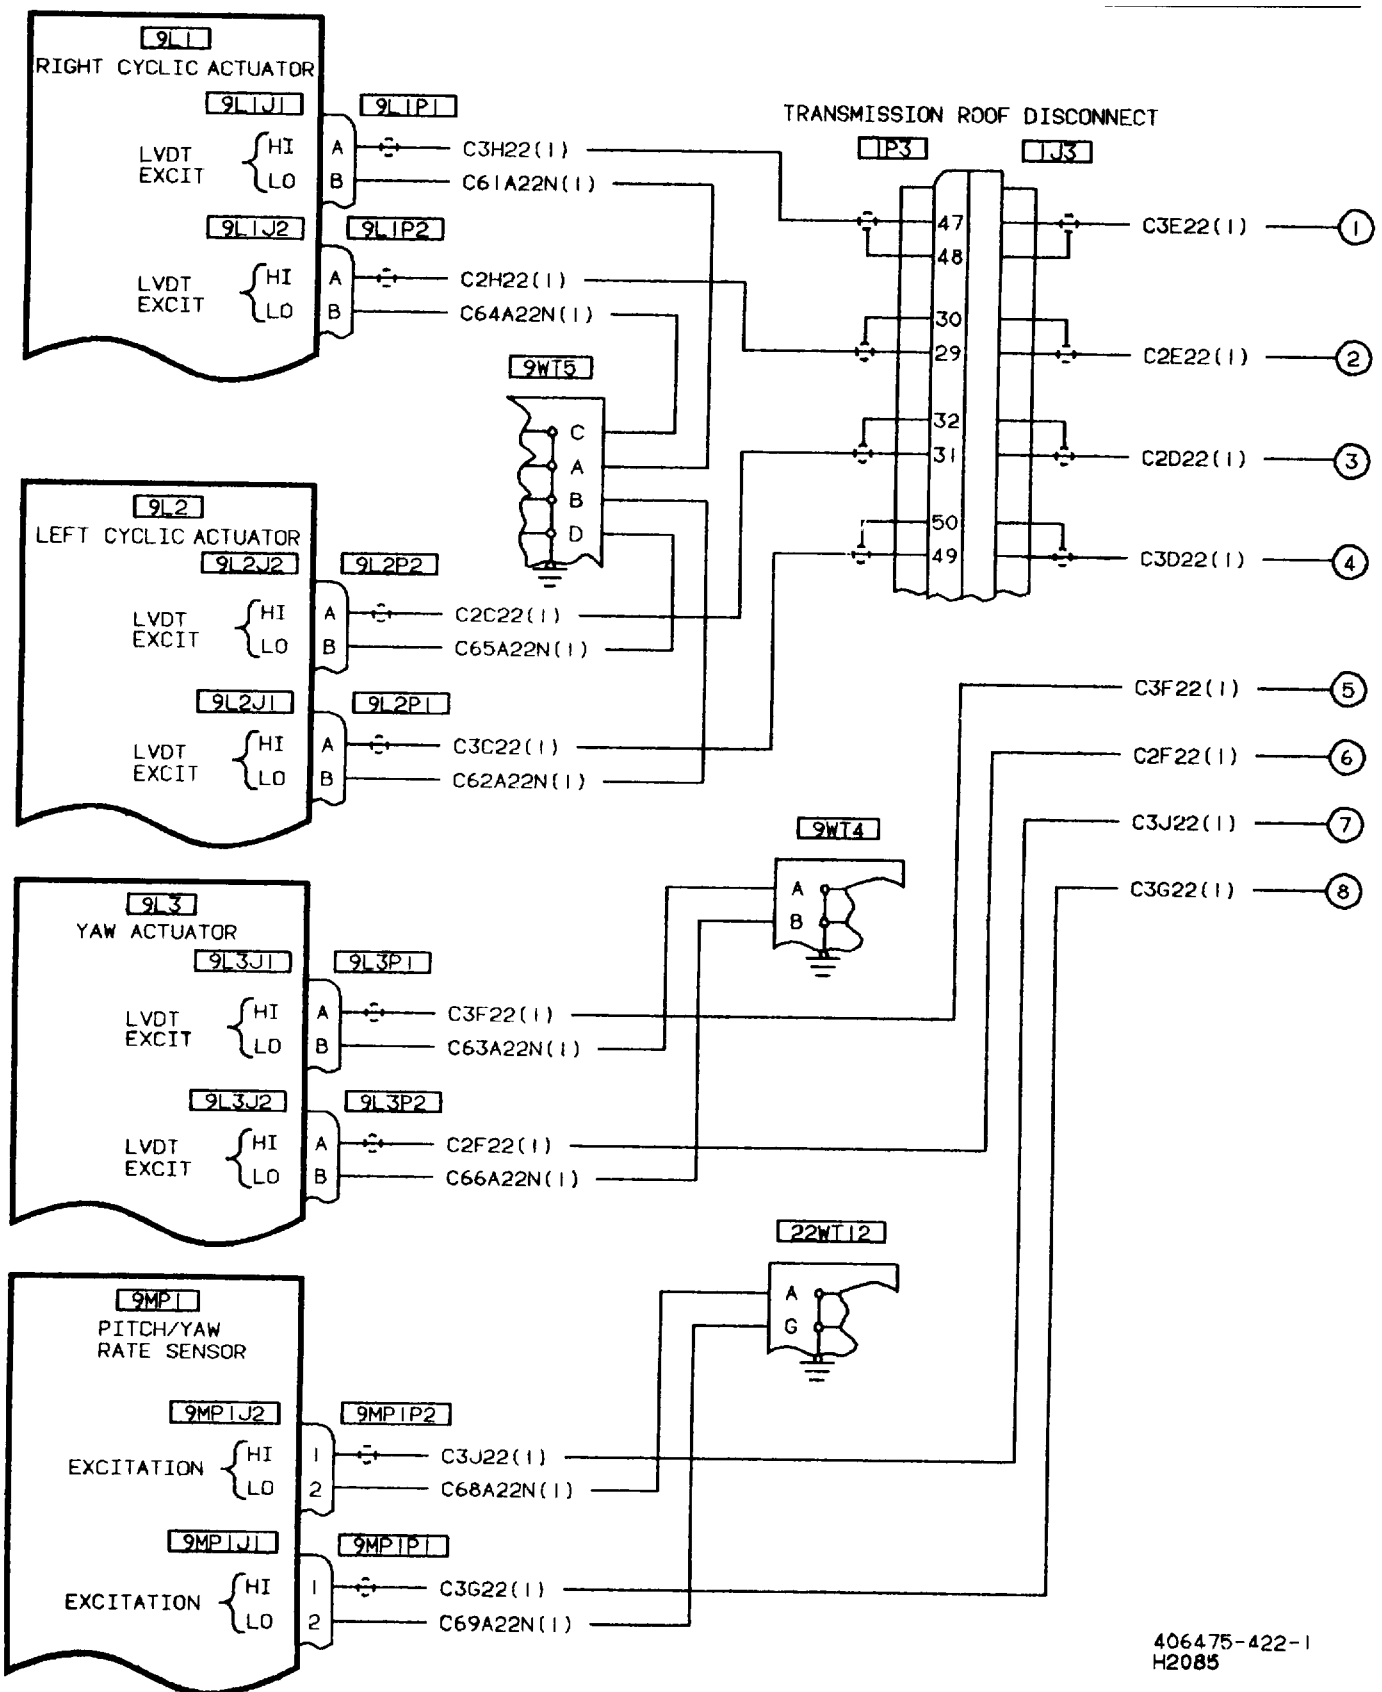 9L1
RIGHT CYCLIC ACTUATOR
9L1J1 9L1P1
LVDT EXCIT HI A C3H22(1)
LO B C61A22N(1)
9L1J2 9L1P2
LVDT EXCIT HI A C2H22(1)
LO B C64A22N(1)
TRANSMISSION ROOF DISCONNECT
1P3 1J3
47 C3E22(1) 1
48
30
29 C2E22(1) 2
32
31 C2D22(1) 3
50
49 C3D22(1) 4
9WT5
C
A
B
D
9L2
LEFT CYCLIC ACTUATOR
9L2J2 9L2P2
LVDT EXCIT HI A C2C22(1)
LO B C65A22N(1)
9L2J1 9L2P1
LVDT EXCIT HI A C3C22(1)
LO B C62A22N(1)
C3F22(1) 5
C2F22(1) 6
C3J22(1) 7
C3G22(1) 8
9WT4
A
B
9L3
YAW ACTUATOR
9L3J1 9L3P1
LVDT EXCIT HI A C3F22(1)
LO B C63A22N(1)
9L3J2 9L3P2
LVDT EXCIT HI A C2F22(1)
LO B C66A22N(1)
22WT12
A
G
9MP1
PITCH/YAW
RATE SENSOR
9MP1J2 9MP1P2
EXCITATION HI 1 C3J22(1)
LO 2 C68A22N(1)
9MP1J1 9MP1P1
EXCITATION HI 1 C3G22(1)
LO 2 C69A22N(1)
406475-422-1
H2085